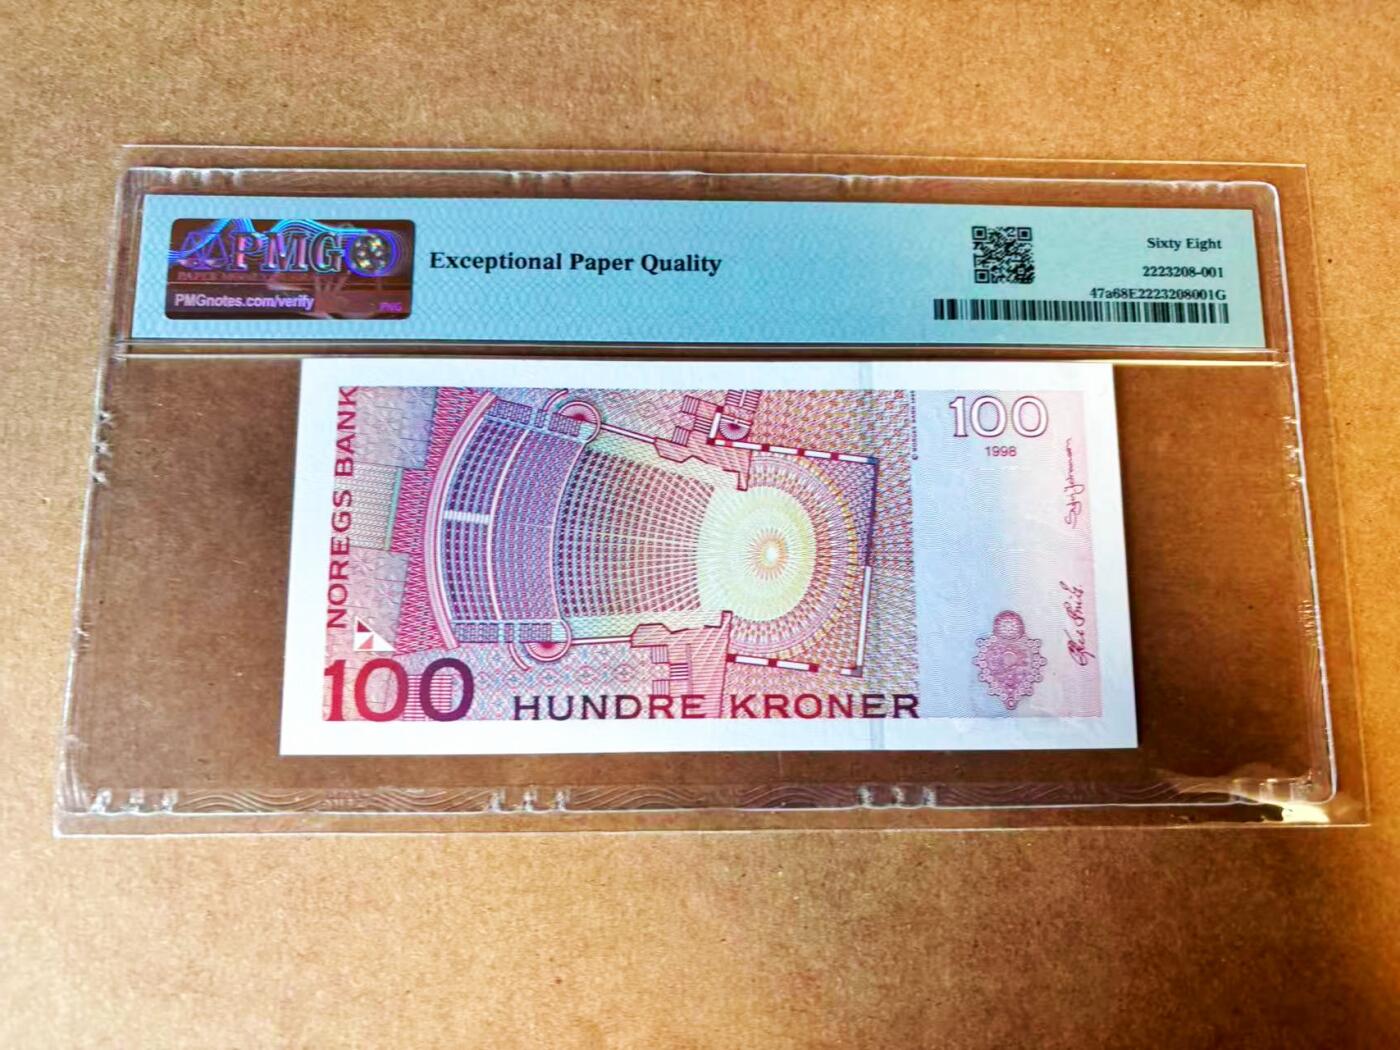 PMG
PMGnotes.com/verify
PNG
Exceptional Paper Quality
Sixty Eight
2223208-001
47a68E2223208001G
NOREGS BANK
100
1998
100
HUNDRE KRONER